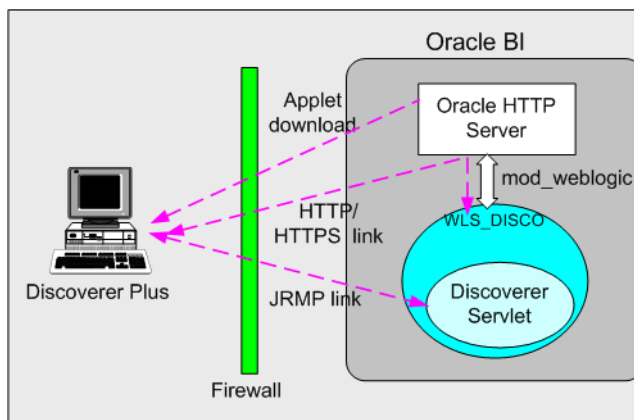 Oracle BI
Applet
download
Oracle HTTP
Server
mod_weblogic
HTTP/
HTTPS link
WLS_DISCO
Discoverer Plus
JRMP link
Discoverer
Servlet
Firewall